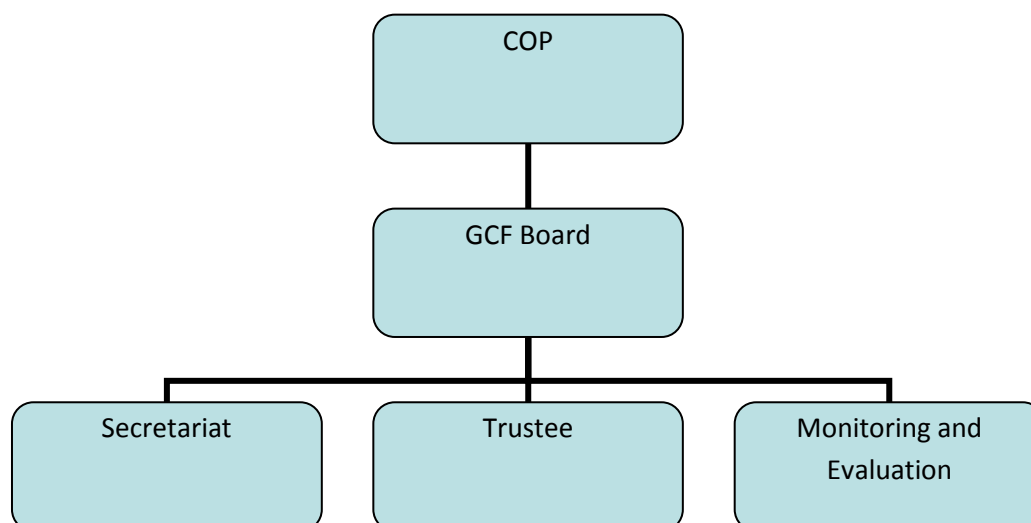 COP
GCF Board
Secretariat
Trustee
Monitoring and
Evaluation